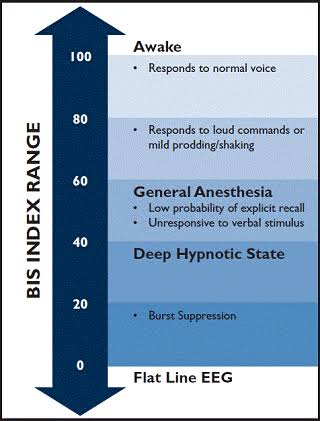 BIS INDEX RANGE
100
80
60
40
20
0
Awake
• Responds to normal voice
• Responds to loud commands or
mild prodding/shaking
General Anesthesia
• Low probability of explicit recall
• Unresponsive to verbal stimulus
Deep Hypnotic State
• Burst Suppression
Flat Line EEG